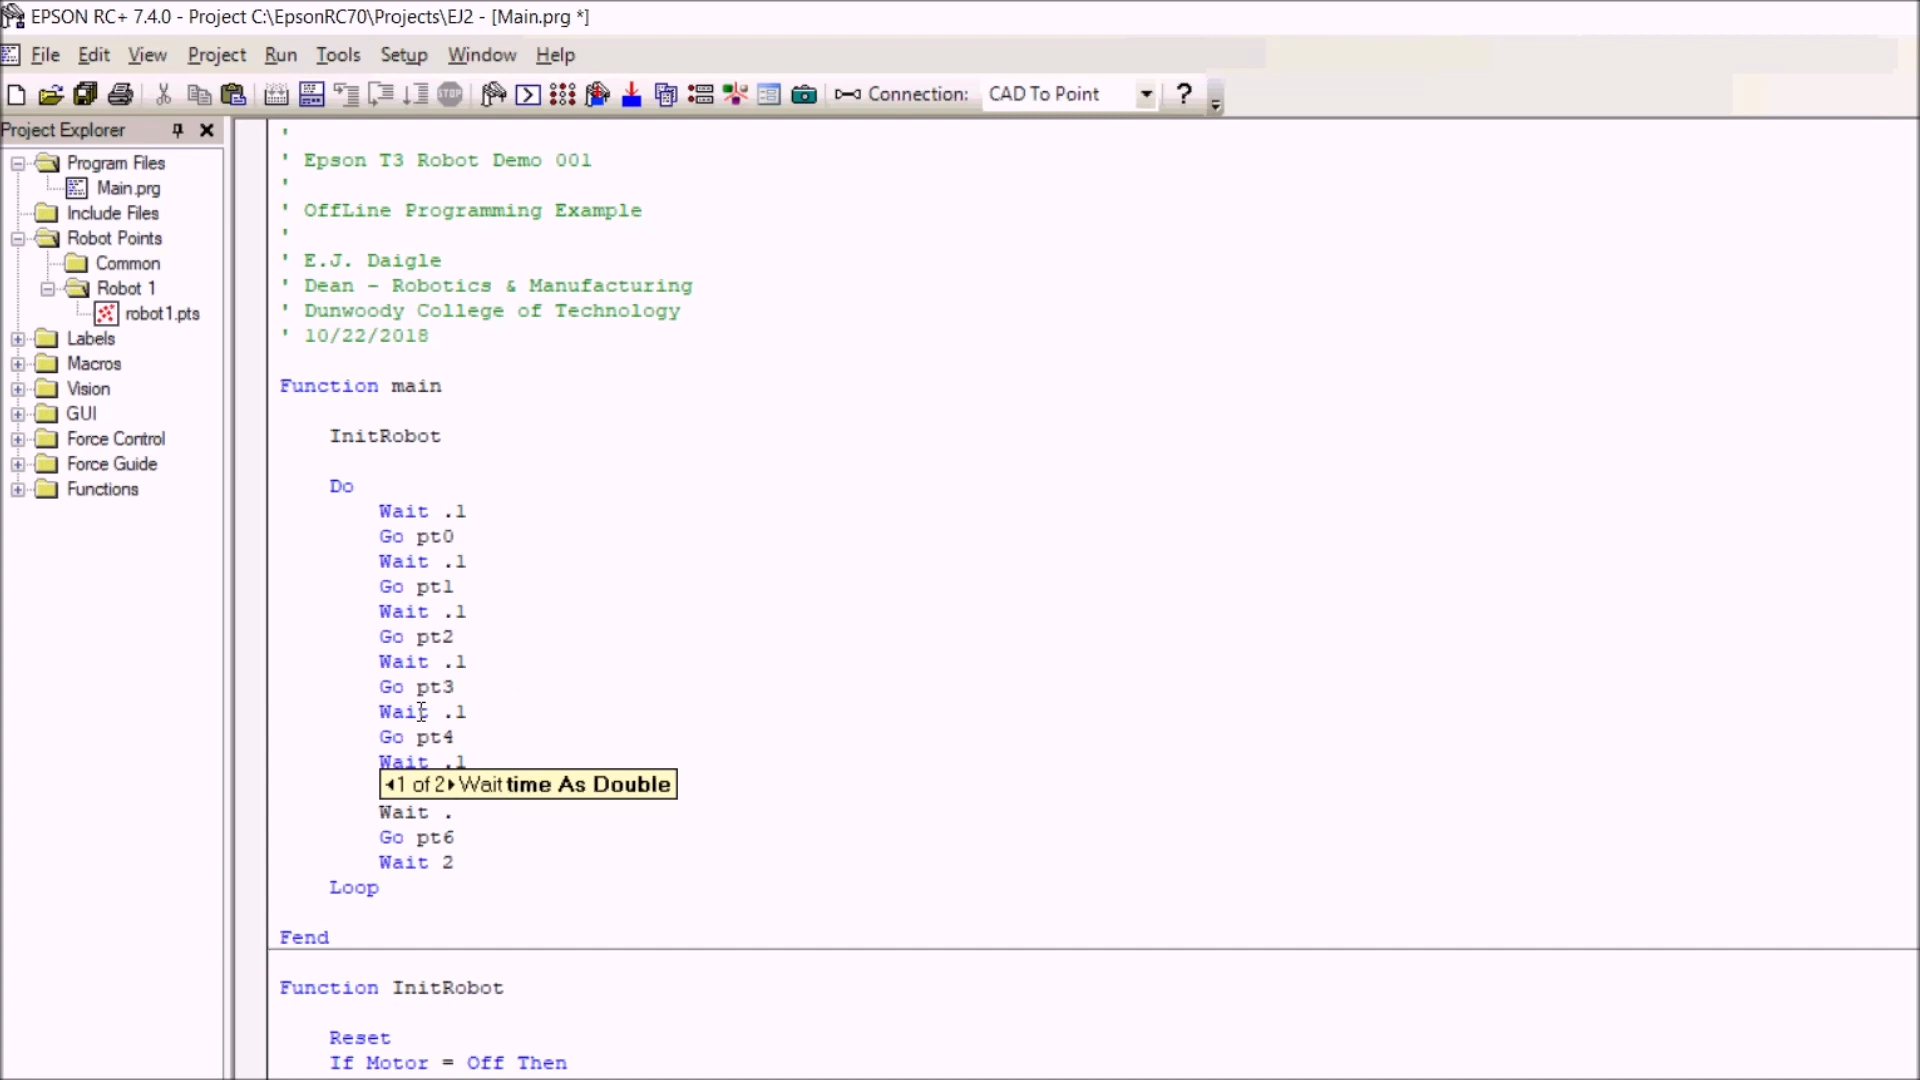 EPSON RC+ 7.4.0 - Project C:\EpsonRC70\Projects\EJ2 - [Main.prg *]
File Edit View Project Run Tools Setup Window Help
STOP Connection: CAD To Point ?
Project Explorer
Program Files
Main.prg
Include Files
Robot Points
Common
Robot 1
robot1.pts
Labels
Macros
Vision
GUI
Force Control
Force Guide
Functions
'
' Epson T3 Robot Demo 001
'
' OffLine Programming Example
'
' E.J. Daigle
' Dean - Robotics & Manufacturing
' Dunwoody College of Technology
' 10/22/2018
Function main
InitRobot
Do
Wait .1
Go pt0
Wait .1
Go pt1
Wait .1
Go pt2
Wait .1
Go pt3
Wait .1
Go pt4
Wait .1
1 of 2 Wait time As Double
Wait .
Go pt6
Wait 2
Loop
Fend
Function InitRobot
Reset
If Motor = Off Then